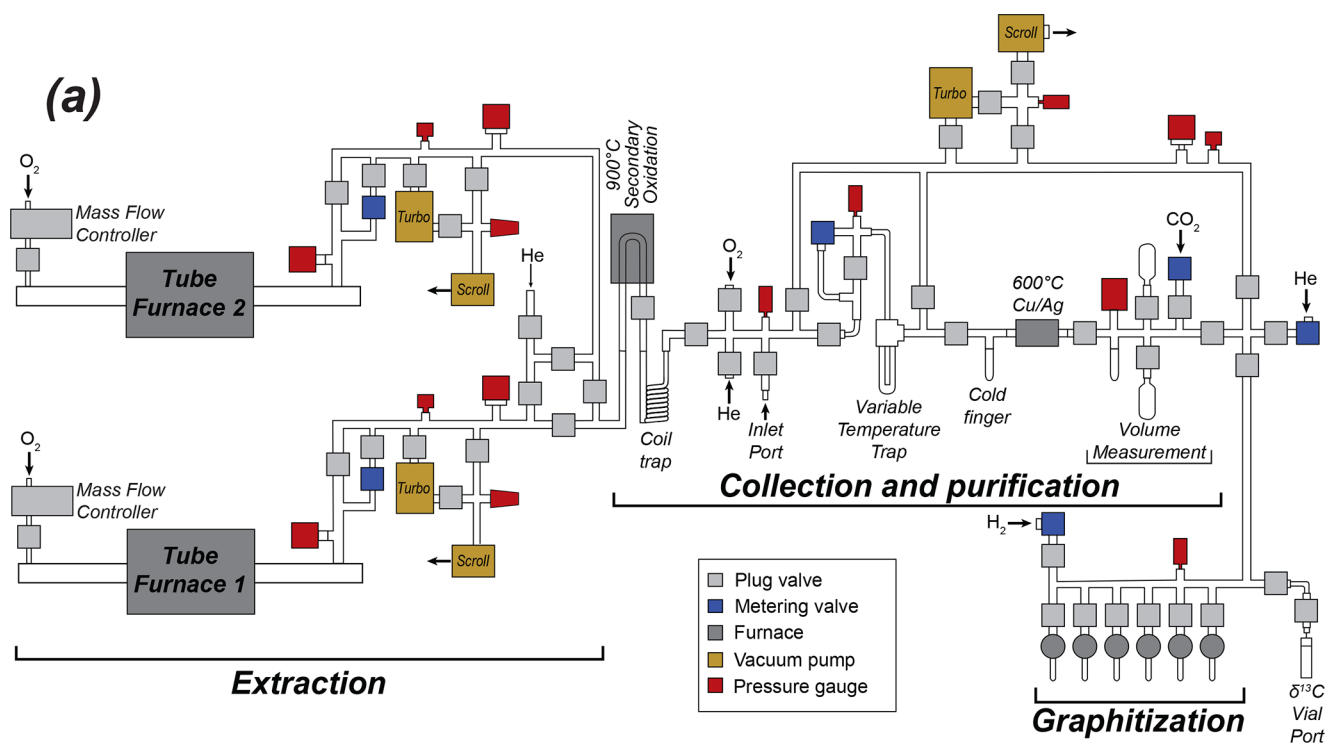 (a)
O2
Mass Flow
Controller
Tube
Furnace 2
Turbo
Scroll
He
900°C
Secondary
Oxidation
O2
Mass Flow
Controller
Tube
Furnace 1
Turbo
Scroll
Extraction
Coil
trap
O2
He
Inlet
Port
Variable
Temperature
Trap
Turbo
Scroll
Cold
finger
600°C
Cu/Ag
CO2
Volume
Measurement
He
Collection and purification
H2
Graphitization
δ13C
Vial
Port
Plug valve
Metering valve
Furnace
Vacuum pump
Pressure gauge